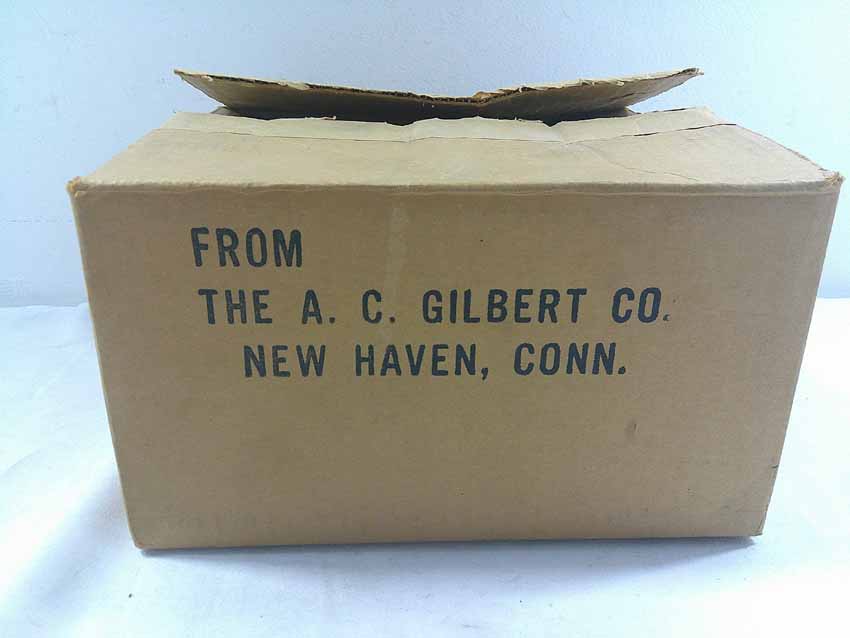 FROM
THE A. C. GILBERT CO.
NEW HAVEN, CONN.